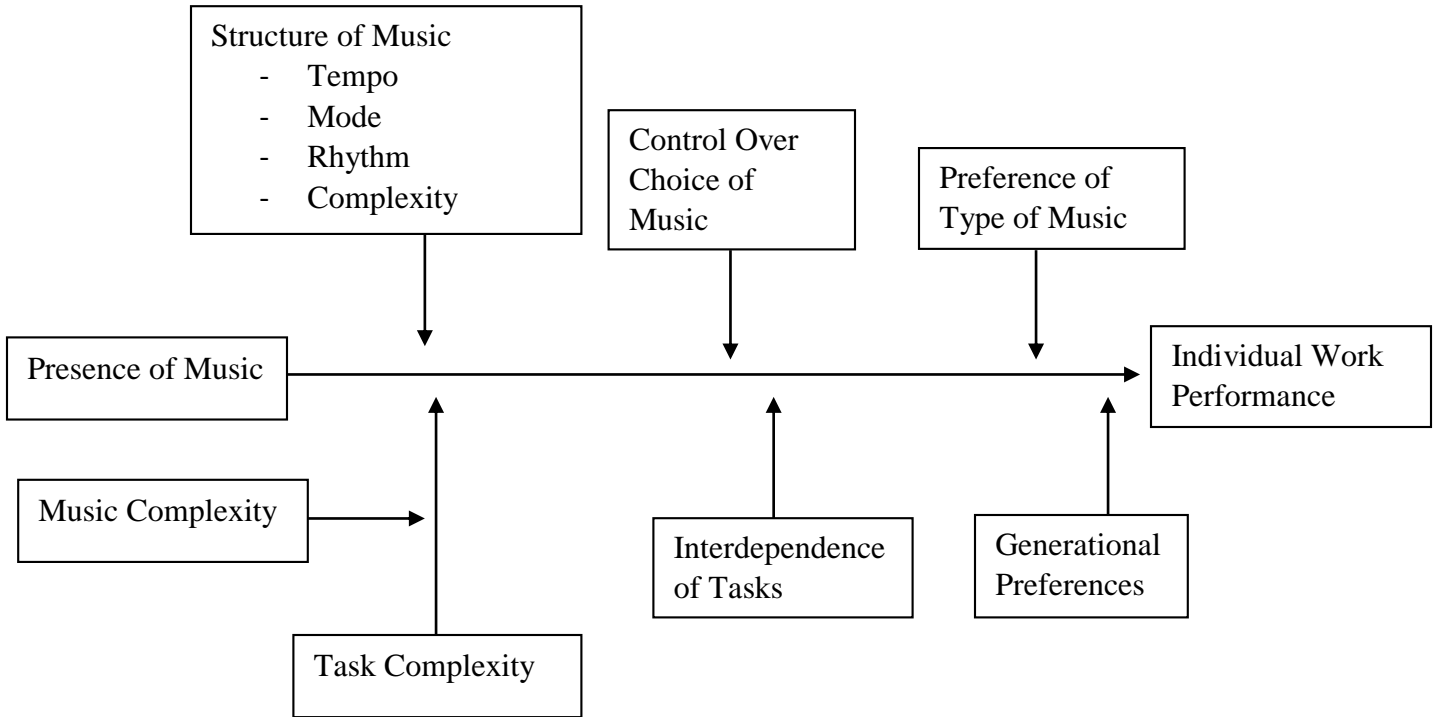 Structure of Music
- Tempo
- Mode
- Rhythm
- Complexity
Control Over
Choice of
Music
Preference of
Type of Music
Presence of Music
Individual Work
Performance
Music Complexity
Interdependence
of Tasks
Generational
Preferences
Task Complexity